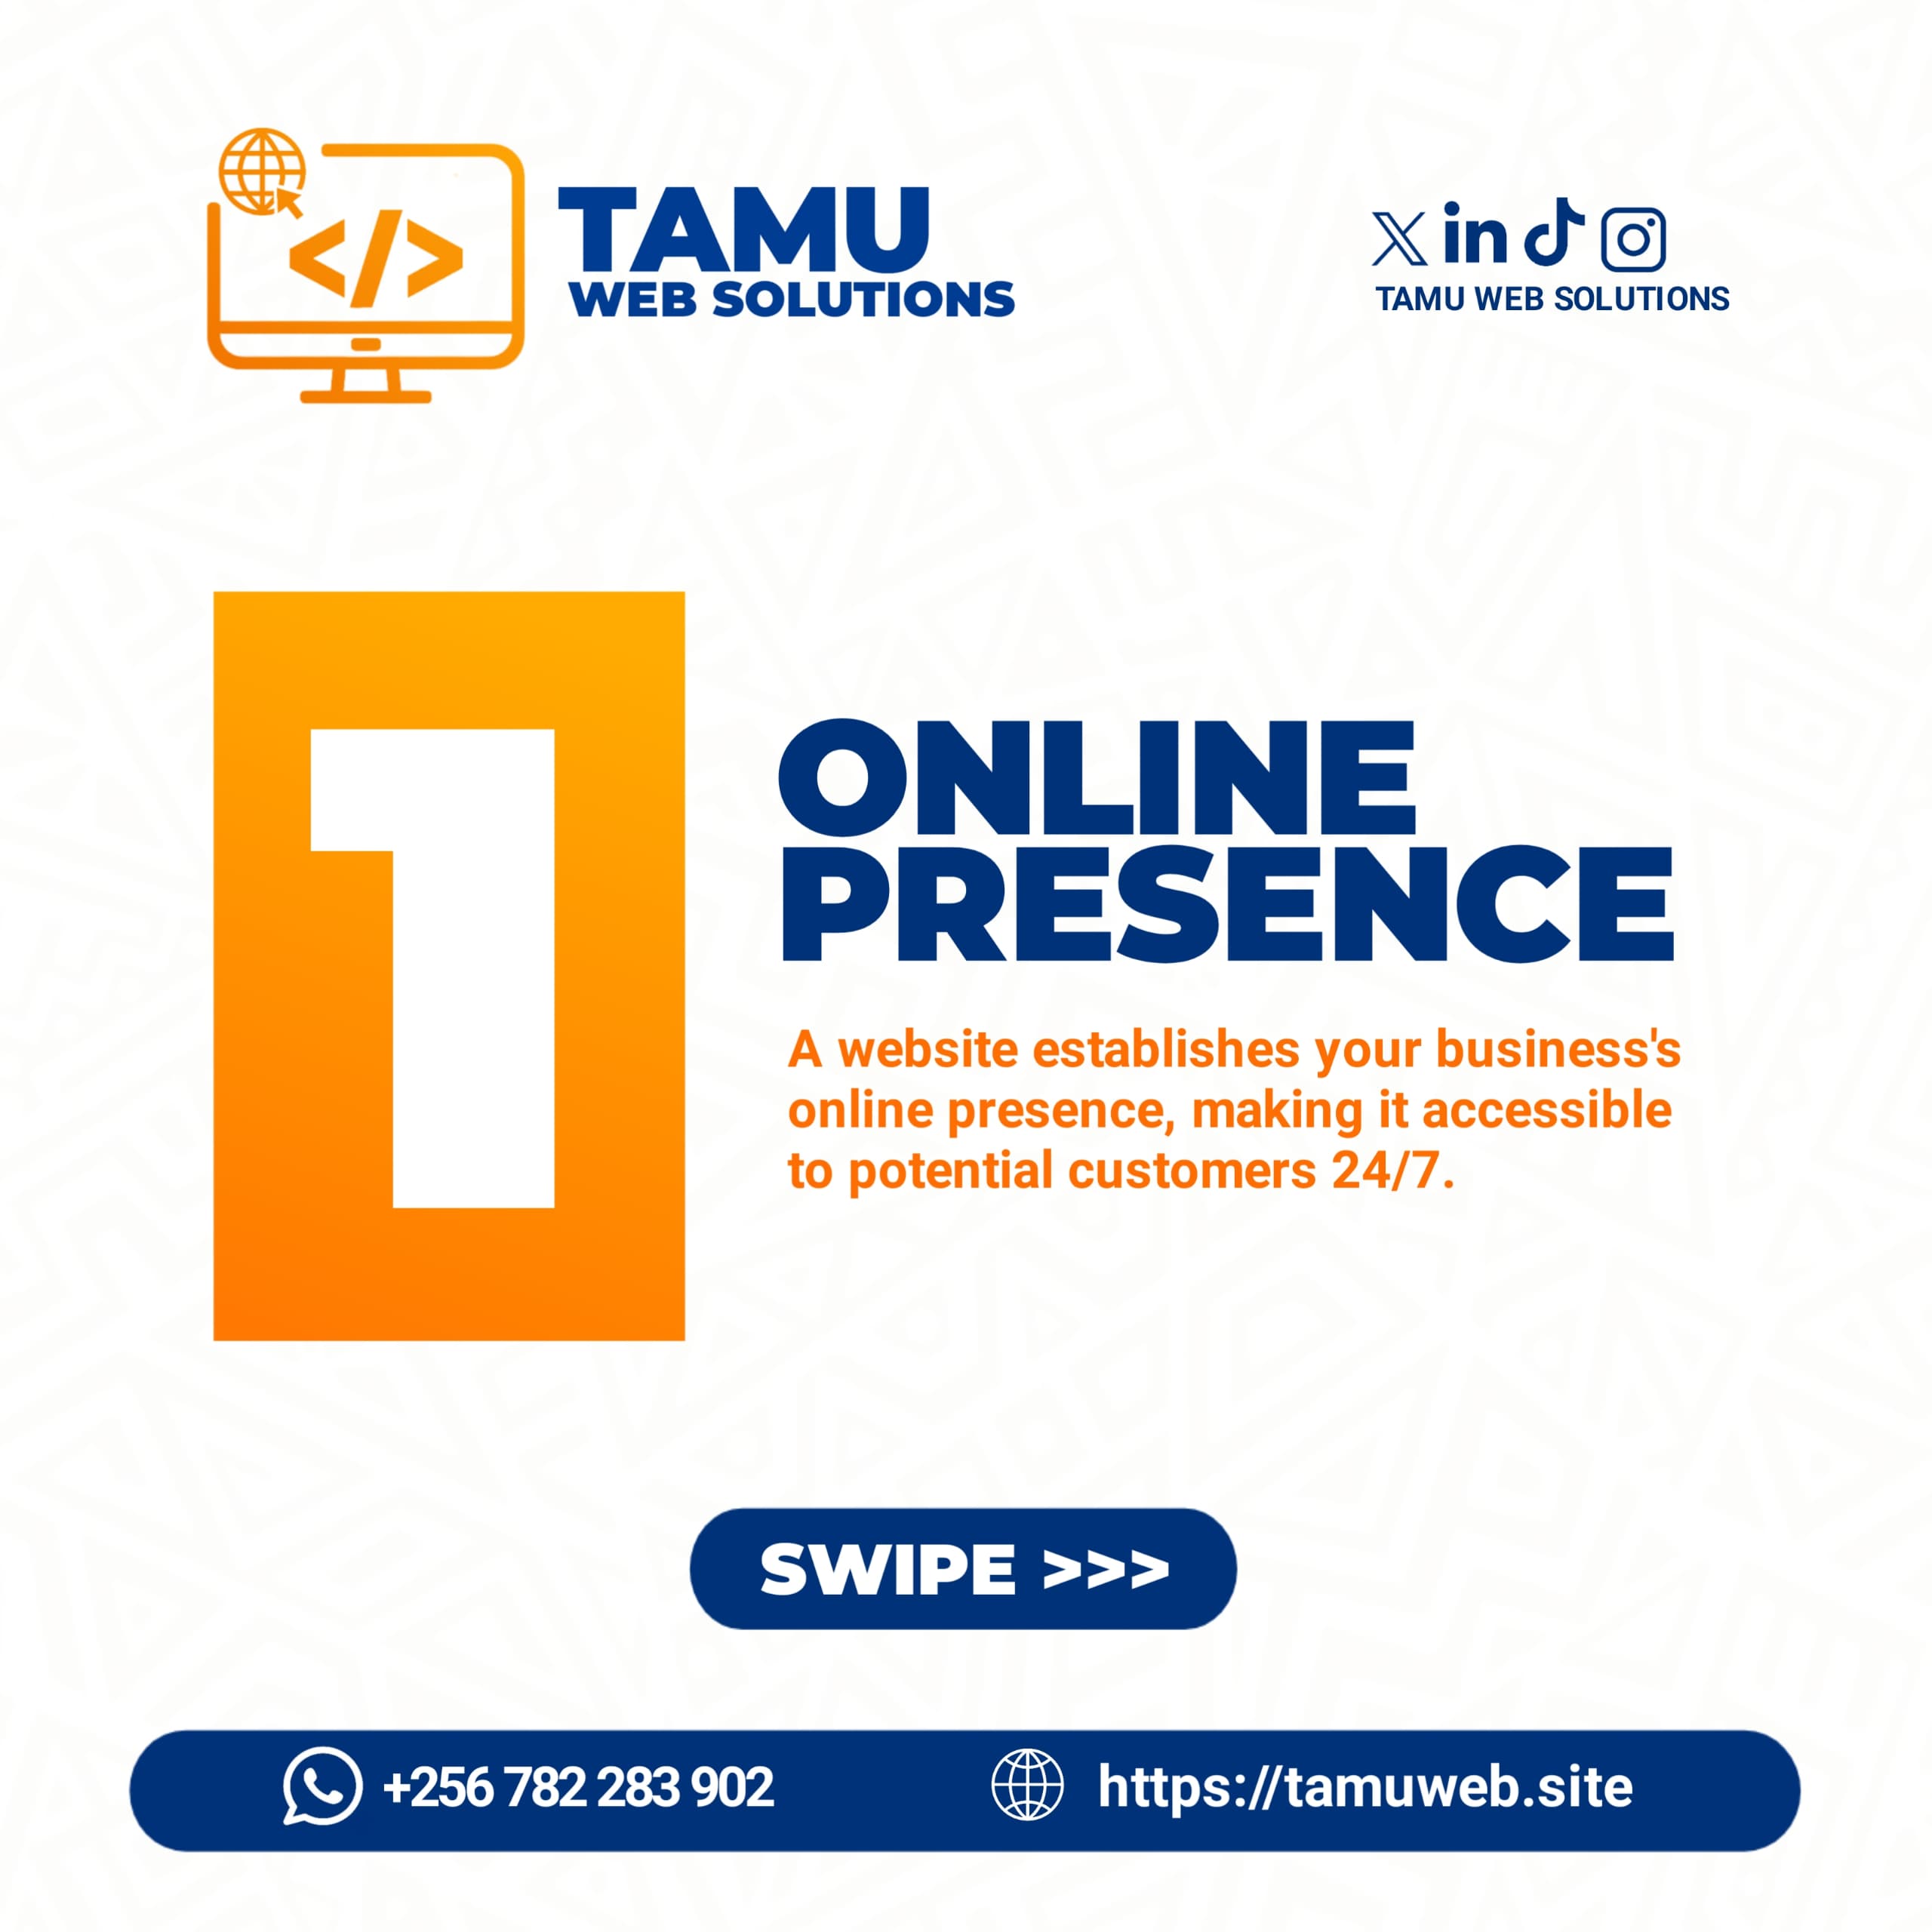 </>
TAMU
WEB SOLUTIONS
X in
TAMU WEB SOLUTIONS
1
ONLINE
PRESENCE
A website establishes your business's
online presence, making it accessible
to potential customers 24/7.
SWIPE >>>
+256 782 283 902
https://tamuweb.site